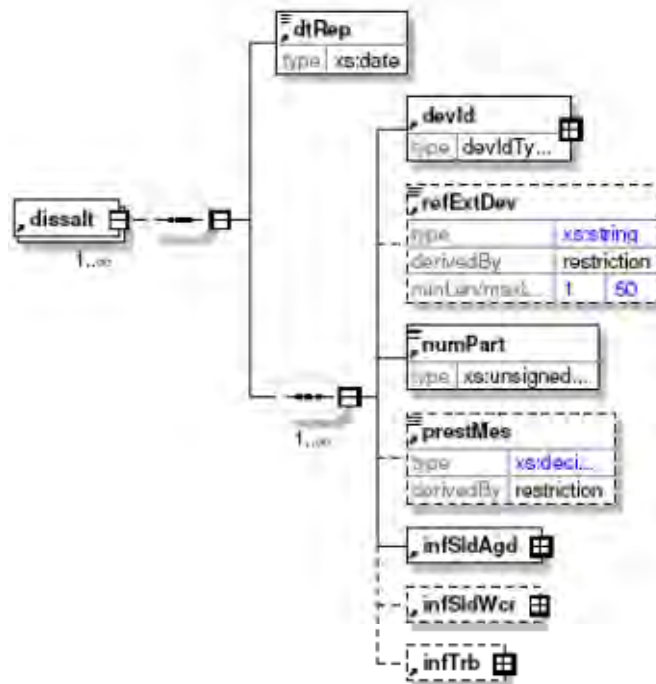 dtRep
type xs:date
devId
type devIdTy...
dissalt
1..∞
refExtDev
type xs:string
derivedBy restriction
minLen/maxL... 1 50
numPart
type xs:unsigned...
1..∞
prestMes
type xs:deci...
derivedBy restriction
infSldAgd
infSldWcr
infTrb